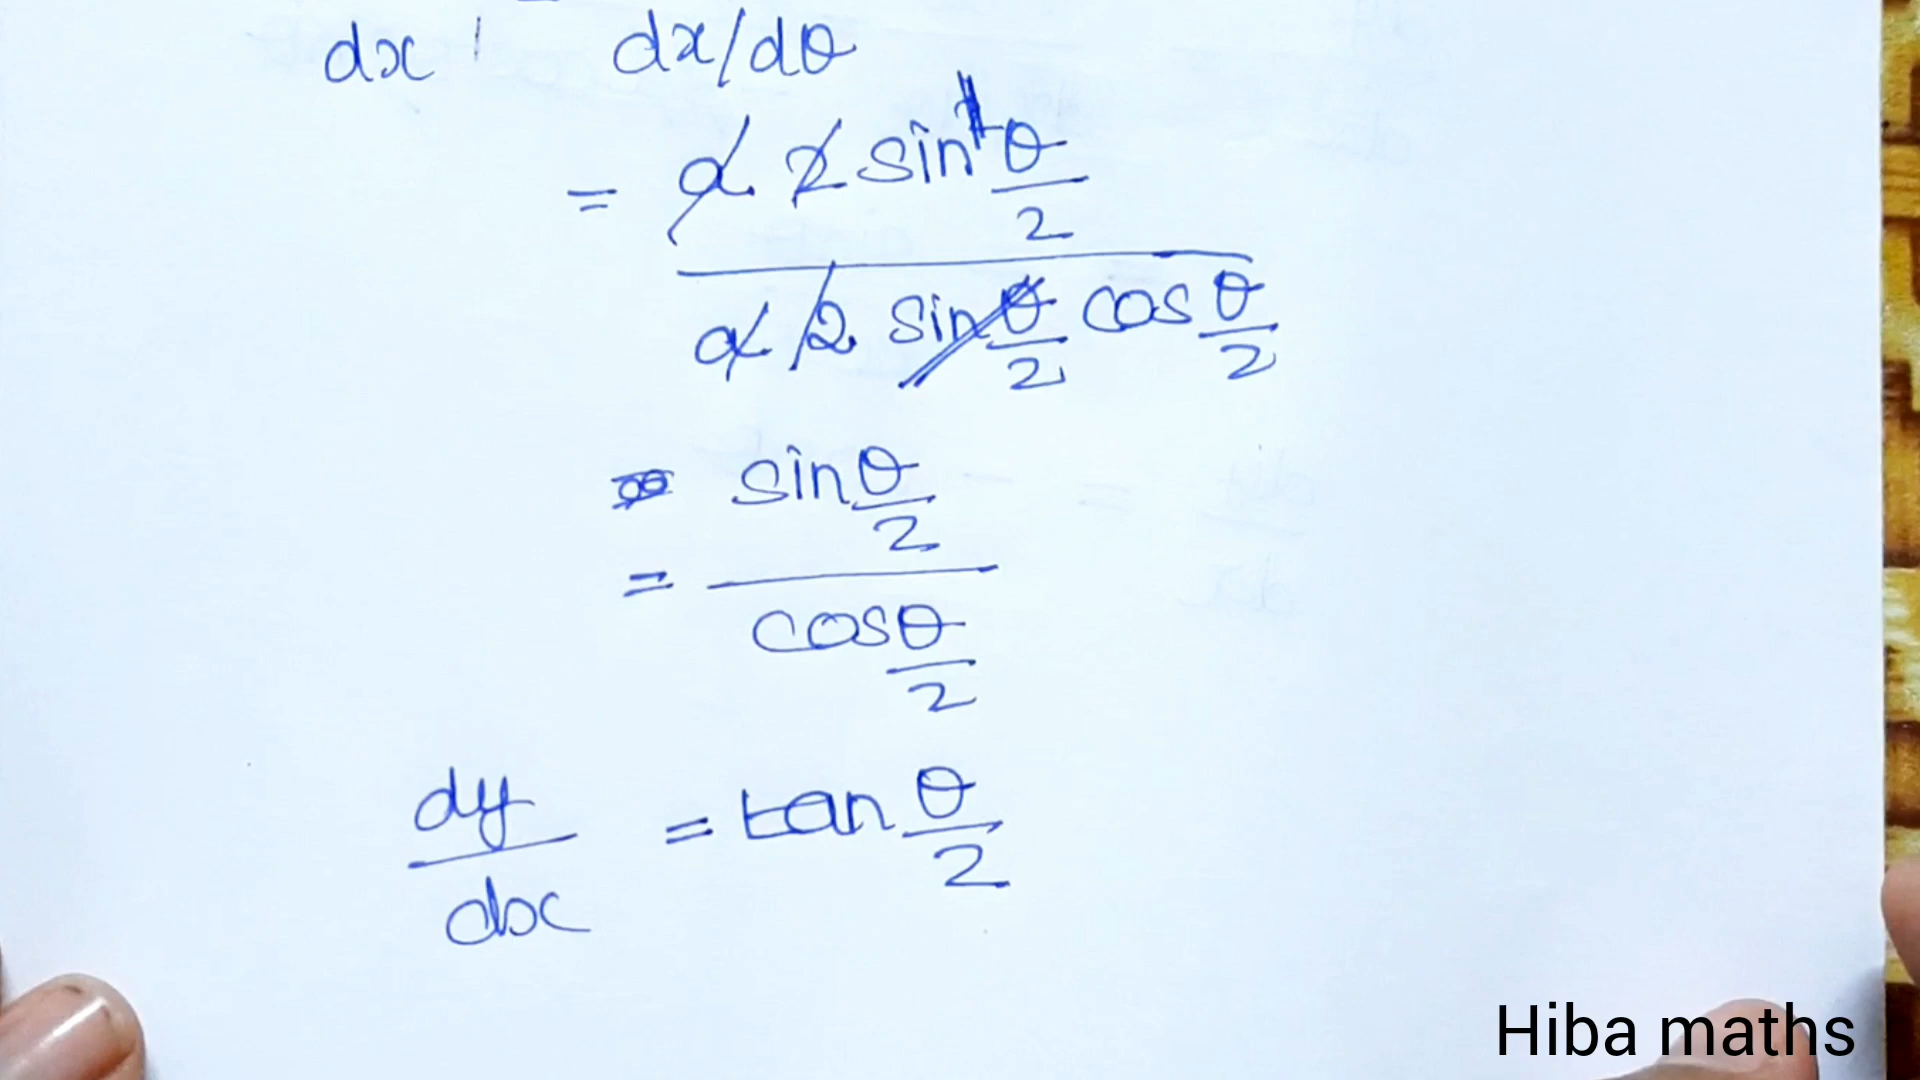 dx dx/dθ
= a 2 sin² θ/2
a 2 sin θ/2 cos θ/2
sin θ/2
=
cos θ/2
dy/dx = tan θ/2
Hiba maths